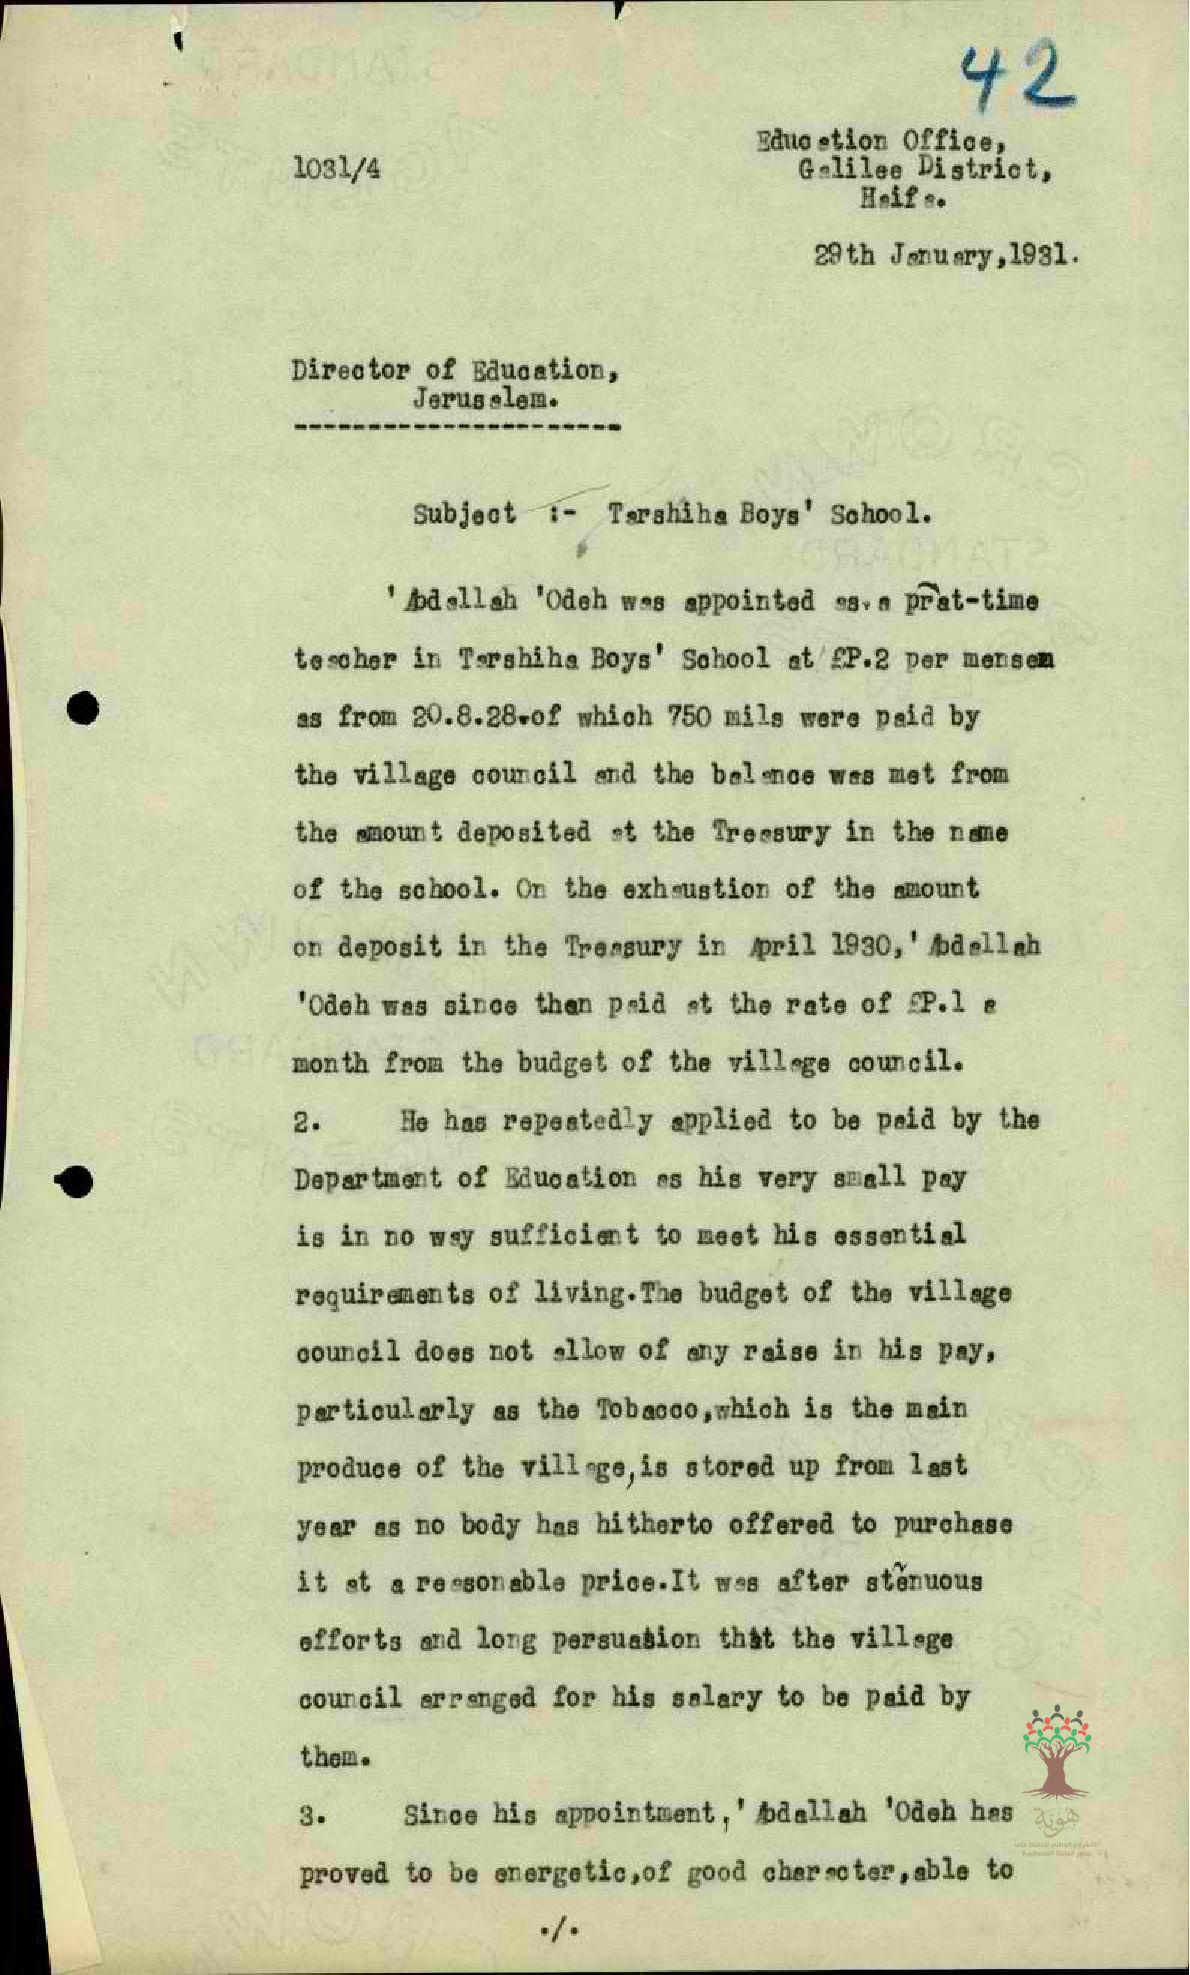 42
Education Office,
1031/4
Galilee District,
Haifa.
29th January,1931.
Director of Education,
Jerusalem.
----------------------
Subject :- Tarshiha Boys' School.
'Abdallah 'Odeh was appointed as a prat-time
teacher in Tarshiha Boys' School at £P.2 per mensem
as from 20.8.28.of which 750 mils were paid by
the village council and the balance was met from
the amount deposited at the Treasury in the name
of the school. On the exhaustion of the amount
on deposit in the Treasury in April 1930,'Abdallah
'Odeh was since then paid at the rate of £P.1 a
month from the budget of the village council.
2. He has repeatedly applied to be paid by the
Department of Education as his very small pay
is in no way sufficient to meet his essential
requirements of living.The budget of the village
council does not allow of any raise in his pay,
particularly as the Tobacco,which is the main
produce of the village,is stored up from last
year as no body has hitherto offered to purchase
it at a reasonable price.It was after stenuous
efforts and long persuasion that the village
council arranged for his salary to be paid by
them.
3. Since his appointment,'Abdallah 'Odeh has
proved to be energetic,of good character,able to
./.
هوية